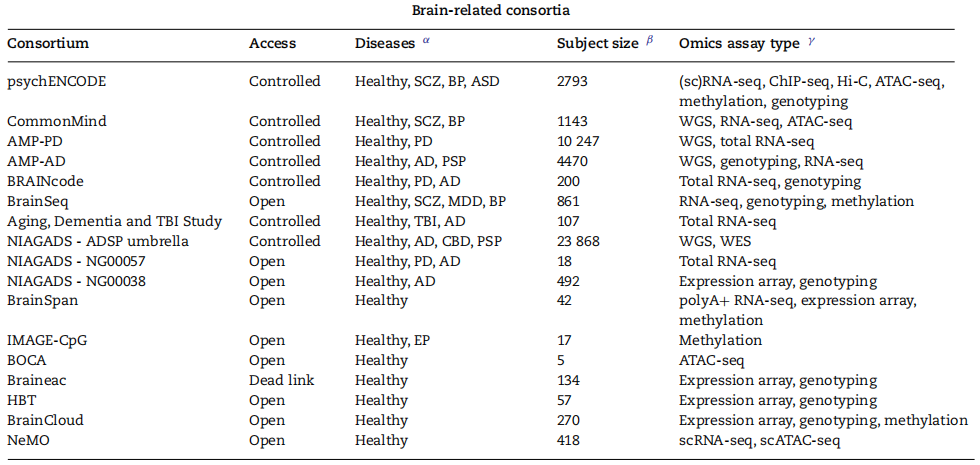 Brain-related consortia
Consortium Access Diseases α Subject size β Omics assay type γ
psychENCODE Controlled Healthy, SCZ, BP, ASD 2793 (sc)RNA-seq, ChIP-seq, Hi-C, ATAC-seq,
methylation, genotyping
CommonMind Controlled Healthy, SCZ, BP 1143 WGS, RNA-seq, ATAC-seq
AMP-PD Controlled Healthy, PD 10 247 WGS, total RNA-seq
AMP-AD Controlled Healthy, AD, PSP 4470 WGS, genotyping, RNA-seq
BRAINcode Controlled Healthy, PD, AD 200 Total RNA-seq, genotyping
BrainSeq Open Healthy, SCZ, MDD, BP 861 RNA-seq, genotyping, methylation
Aging, Dementia and TBI Study Controlled Healthy, TBI, AD 107 Total RNA-seq
NIAGADS - ADSP umbrella Controlled Healthy, AD, CBD, PSP 23 868 WGS, WES
NIAGADS - NG00057 Open Healthy, PD, AD 18 Total RNA-seq
NIAGADS - NG00038 Open Healthy, AD 492 Expression array, genotyping
BrainSpan Open Healthy 42 polyA+ RNA-seq, expression array,
methylation
IMAGE-CpG Open Healthy, EP 17 Methylation
BOCA Open Healthy 5 ATAC-seq
Braineac Dead link Healthy 134 Expression array, genotyping
HBT Open Healthy 57 Expression array, genotyping
BrainCloud Open Healthy 270 Expression array, genotyping, methylation
NeMO Open Healthy 418 scRNA-seq, scATAC-seq